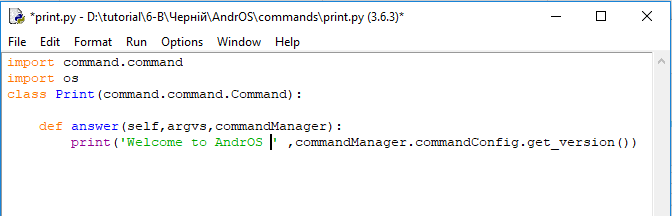 *print.py - D:\tutorial\6-B\Черній\AndrOS\commands\print.py (3.6.3)*
File Edit Format Run Options Window Help
import command.command
import os
class Print(command.command.Command):
    def answer(self,argvs,commandManager):
        print('Welcome to AndrOS ' ,commandManager.commandConfig.get_version())